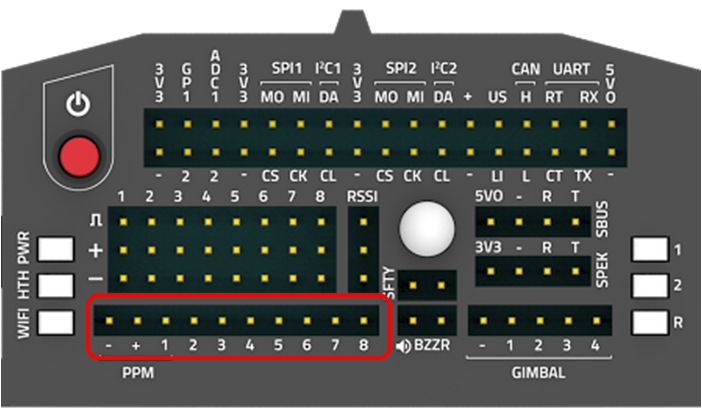 3V3 GP1 ADC1 3V3 SPI1 I²C1 3V3 SPI2 I²C2 CAN UART 5V0
MO MI DA MO MI DA + US H RT RX
- 2 2 - CS CK CL - CS CK CL - LI L CT TX -
1 2 3 4 5 6 7 8 RSSI
5V0 - R T
SBUS
+
3V3 - R T
SPEK
−
PWR
HTH
WIFI
SFTY
1
2
R
- + 1 2 3 4 5 6 7 8
BZZR
- 1 2 3 4
PPM
GIMBAL